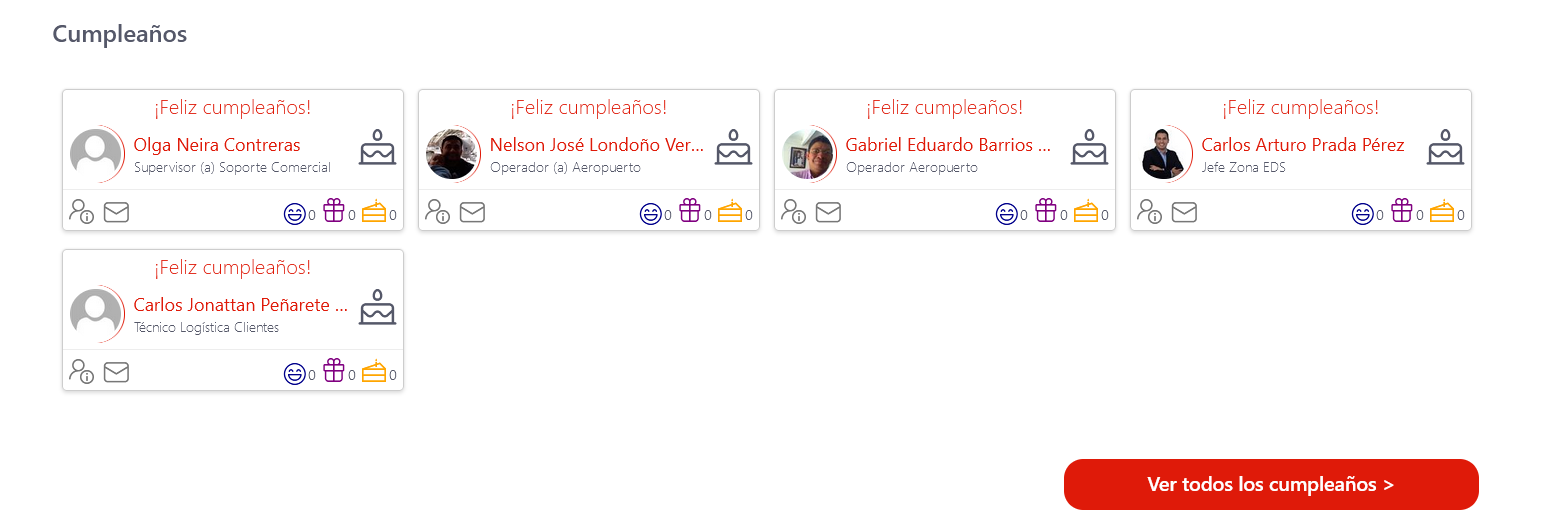 Cumpleaños
¡Feliz cumpleaños!
Olga Neira Contreras
Supervisor (a) Soporte Comercial
0 0 0
¡Feliz cumpleaños!
Nelson José Londoño Ver...
Operador (a) Aeropuerto
0 0 0
¡Feliz cumpleaños!
Gabriel Eduardo Barrios ...
Operador Aeropuerto
0 0 0
¡Feliz cumpleaños!
Carlos Arturo Prada Pérez
Jefe Zona EDS
0 0 0
¡Feliz cumpleaños!
Carlos Jonattan Peñarete ...
Técnico Logística Clientes
0 0 0
Ver todos los cumpleaños >